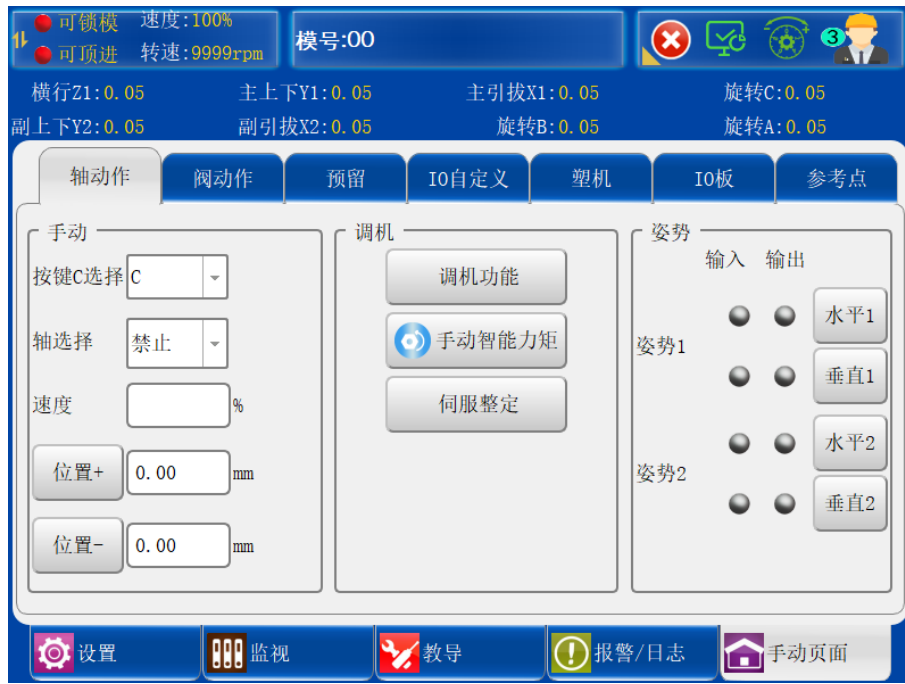 可锁模 速度:100%
可顶进 转速:9999rpm
模号:00
3
横行Z1:0.05 主上下Y1:0.05 主引拔X1:0.05 旋转C:0.05
副上下Y2:0.05 副引拔X2:0.05 旋转B:0.05 旋转A:0.05
轴动作 阀动作 预留 IO自定义 塑机 IO板 参考点
手动 调机 姿势
输入 输出
按键C选择 C 调机功能
水平1
轴选择 禁止 手动智能力矩 姿势1
垂直1
速度 % 伺服整定
水平2
位置+ 0.00 mm 姿势2
垂直2
位置- 0.00 mm
设置 监视 教导 报警/日志 手动页面